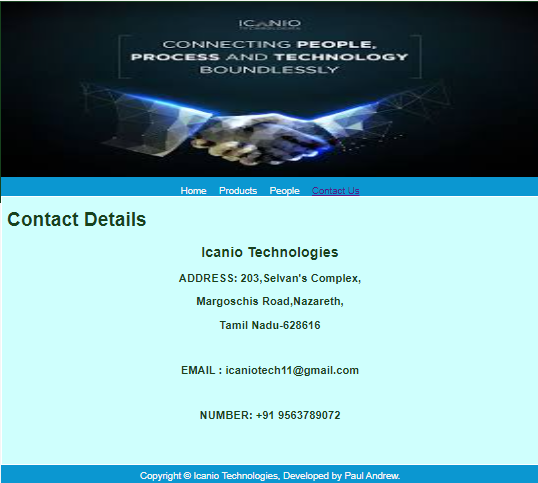 ICANIO
TECHNOLOGIES
CONNECTING PEOPLE,
PROCESS AND TECHNOLOGY
BOUNDLESSLY
Home Products People Contact Us
Contact Details
Icanio Technologies
ADDRESS: 203,Selvan's Complex,
Margoschis Road,Nazareth,
Tamil Nadu-628616
EMAIL : icaniotech11@gmail.com
NUMBER: +91 9563789072
Copyright © Icanio Technologies, Developed by Paul Andrew.